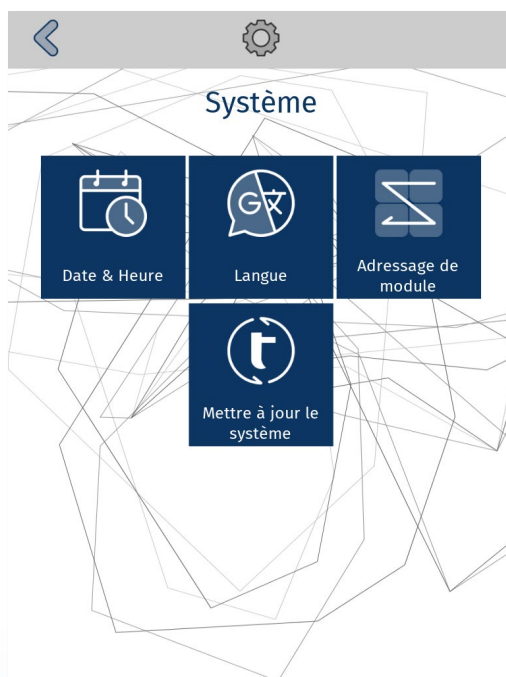 Système
Date & Heure
Langue
Adressage de
module
Mettre à jour le
système